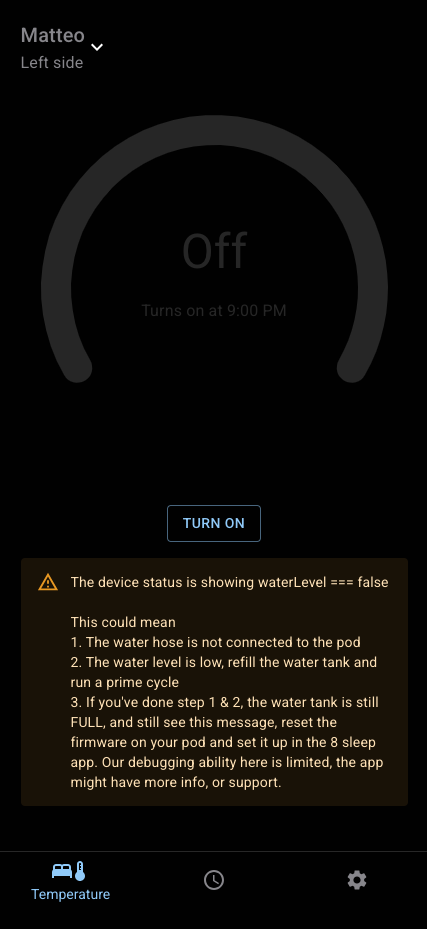 Matteo
Left side
Off
Turns on at 9:00 PM
TURN ON
The device status is showing waterLevel === false
This could mean
1. The water hose is not connected to the pod
2. The water level is low, refill the water tank and
run a prime cycle
3. If you've done step 1 & 2, the water tank is still
FULL, and still see this message, reset the
firmware on your pod and set it up in the 8 sleep
app. Our debugging ability here is limited, the app
might have more info, or support.
Temperature